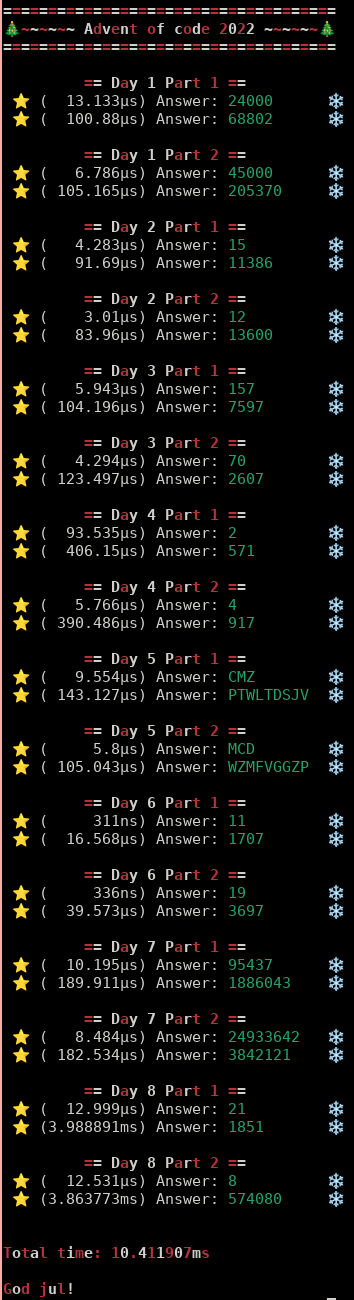 =====================================
🎄~~~~~~ Advent of code 2022 ~~~~~~🎄
=====================================
== Day 1 Part 1 ==
⭐ (  13.133µs) Answer: 24000 ❄
⭐ (  100.88µs) Answer: 68802 ❄
== Day 1 Part 2 ==
⭐ (   6.786µs) Answer: 45000 ❄
⭐ ( 105.165µs) Answer: 205370 ❄
== Day 2 Part 1 ==
⭐ (   4.283µs) Answer: 15 ❄
⭐ (   91.69µs) Answer: 11386 ❄
== Day 2 Part 2 ==
⭐ (    3.01µs) Answer: 12 ❄
⭐ (   83.96µs) Answer: 13600 ❄
== Day 3 Part 1 ==
⭐ (   5.943µs) Answer: 157 ❄
⭐ ( 104.196µs) Answer: 7597 ❄
== Day 3 Part 2 ==
⭐ (   4.294µs) Answer: 70 ❄
⭐ ( 123.497µs) Answer: 2607 ❄
== Day 4 Part 1 ==
⭐ (  93.535µs) Answer: 2 ❄
⭐ (  406.15µs) Answer: 571 ❄
== Day 4 Part 2 ==
⭐ (   5.766µs) Answer: 4 ❄
⭐ ( 390.486µs) Answer: 917 ❄
== Day 5 Part 1 ==
⭐ (   9.554µs) Answer: CMZ ❄
⭐ ( 143.127µs) Answer: PTWLTDSJV ❄
== Day 5 Part 2 ==
⭐ (     5.8µs) Answer: MCD ❄
⭐ ( 105.043µs) Answer: WZMFVGGZP ❄
== Day 6 Part 1 ==
⭐ (     311ns) Answer: 11 ❄
⭐ (  16.568µs) Answer: 1707 ❄
== Day 6 Part 2 ==
⭐ (     336ns) Answer: 19 ❄
⭐ (  39.573µs) Answer: 3697 ❄
== Day 7 Part 1 ==
⭐ (  10.195µs) Answer: 95437 ❄
⭐ ( 189.911µs) Answer: 1886043 ❄
== Day 7 Part 2 ==
⭐ (   8.484µs) Answer: 24933642 ❄
⭐ ( 182.534µs) Answer: 3842121 ❄
== Day 8 Part 1 ==
⭐ (  12.999µs) Answer: 21 ❄
⭐ (3.988891ms) Answer: 1851 ❄
== Day 8 Part 2 ==
⭐ (  12.531µs) Answer: 8 ❄
⭐ (3.863773ms) Answer: 574080 ❄
Total time: 10.411907ms
God jul!